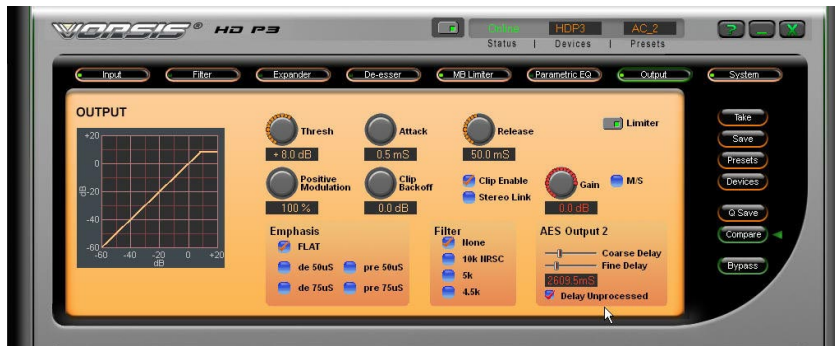 VORSIS® HD P3
Online HDP3 AC_2
Status | Devices | Presets
? _ X
Input Filter Expander De-esser MB Limiter Parametric EQ Output System
OUTPUT
+20
0
-20
-40
-60
dB
-60 -40 -20 0 +20
dB
Thresh
+ 8.0 dB
Attack
0.5 mS
Release
50.0 mS
Limiter
Positive Modulation
100 %
Clip Backoff
0.0 dB
Clip Enable
Stereo Link
Gain
0.0 dB
M/S
Emphasis
FLAT
de 50uS pre 50uS
de 75uS pre 75uS
Filter
None
10k NRSC
5k
4.5k
AES Output 2
Coarse Delay
Fine Delay
2609.5mS
Delay Unprocessed
Take
Save
Presets
Devices
Q Save
Compare
Bypass